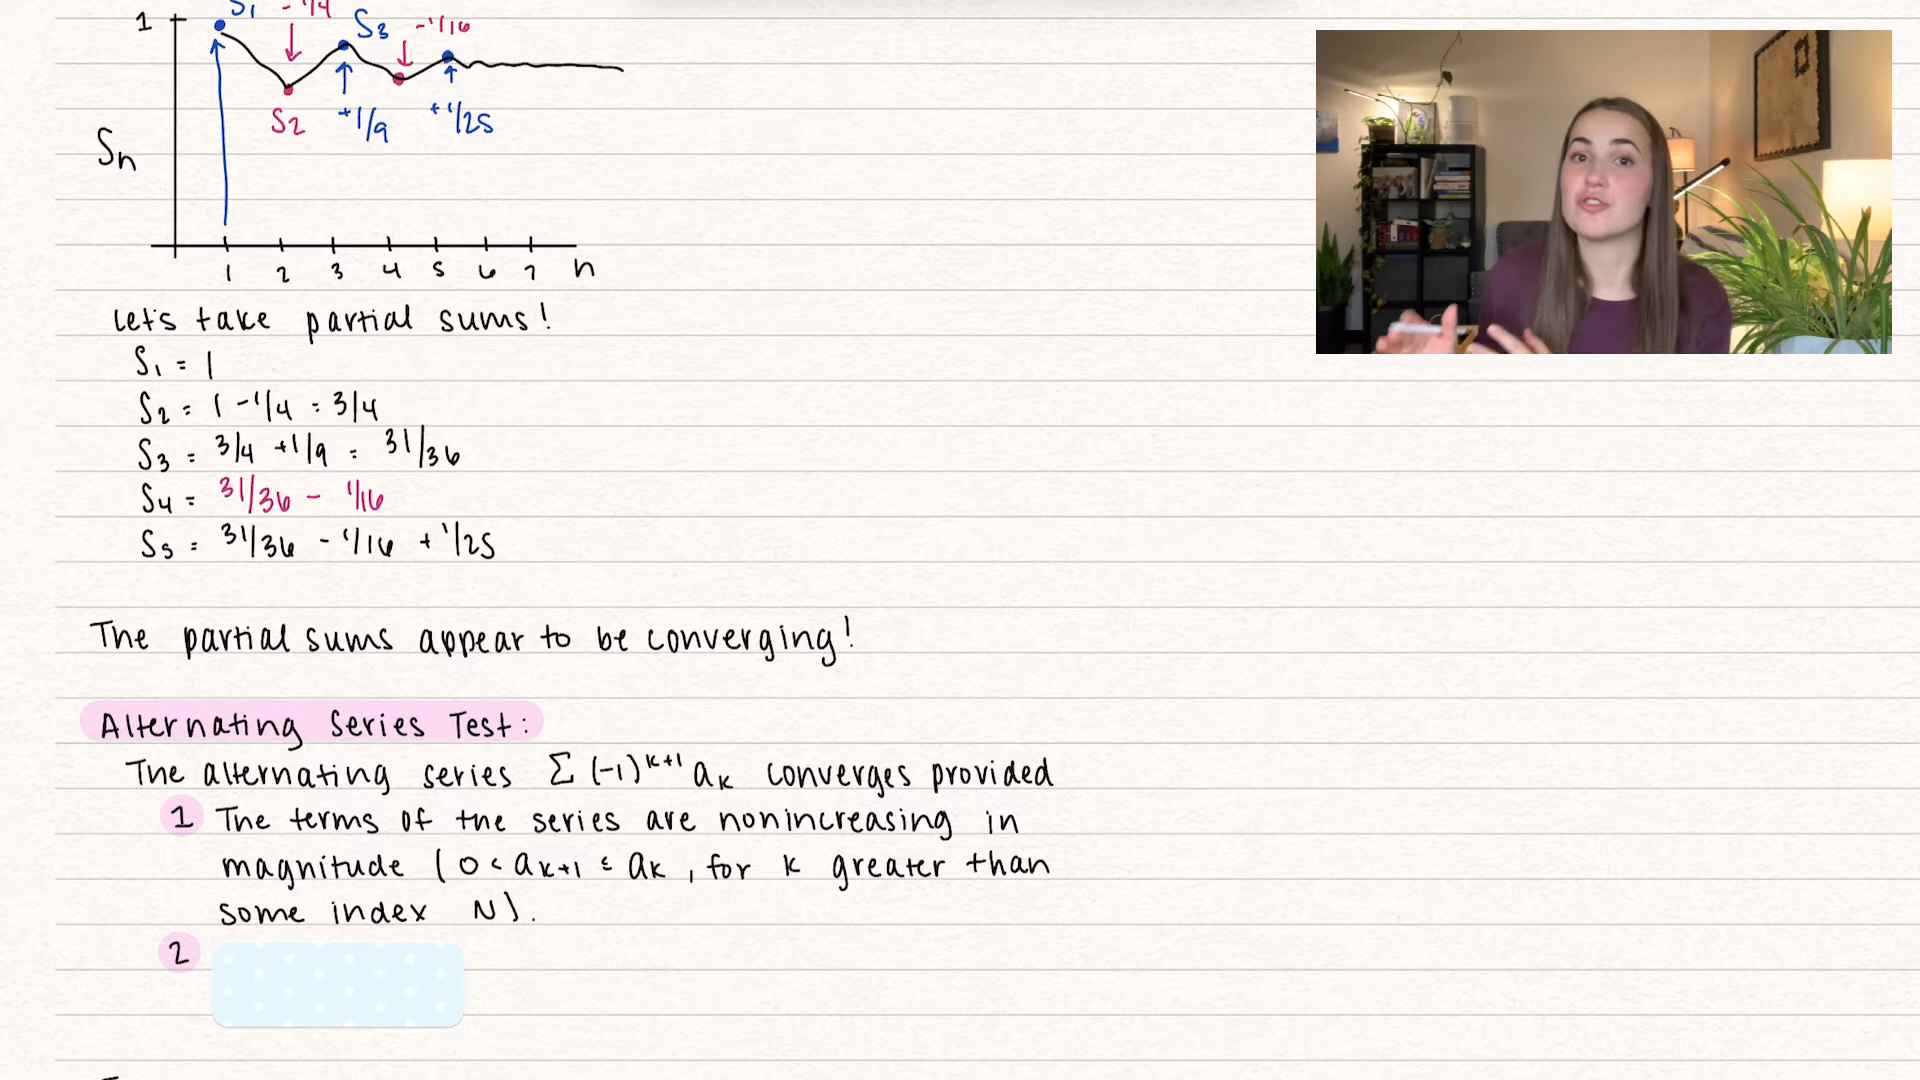 S1 - 1/4
1
S3 -1/16
S2 +1/9 +1/25
Sn
1 2 3 4 5 6 7 n
Let's take partial sums!
S1 = 1
S2 = 1 - 1/4 = 3/4
S3 = 3/4 + 1/9 = 31/36
S4 = 31/36 - 1/16
S5 = 31/36 - 1/16 + 1/25
The partial sums appear to be converging!
Alternating Series Test:
The alternating series Σ (-1)^k+1 ak converges provided
1 The terms of the series are nonincreasing in
magnitude (0 < ak+1 ≤ ak, for k greater than
some index N).
2